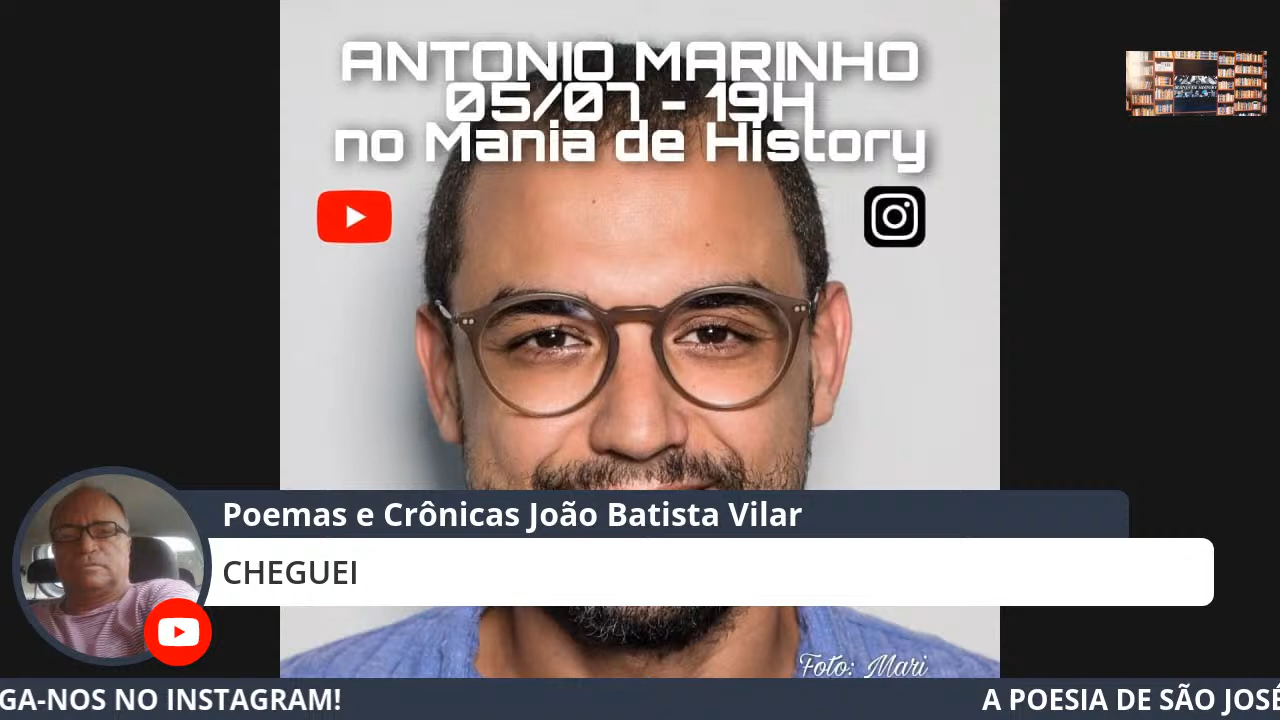 ANTONIO MARINHO
05/07 - 19H
no Mania de History
Poemas e Crônicas João Batista Vilar
CHEGUEI
Foto: Mari
GA-NOS NO INSTAGRAM!
A POESIA DE SÃO JOSÉ